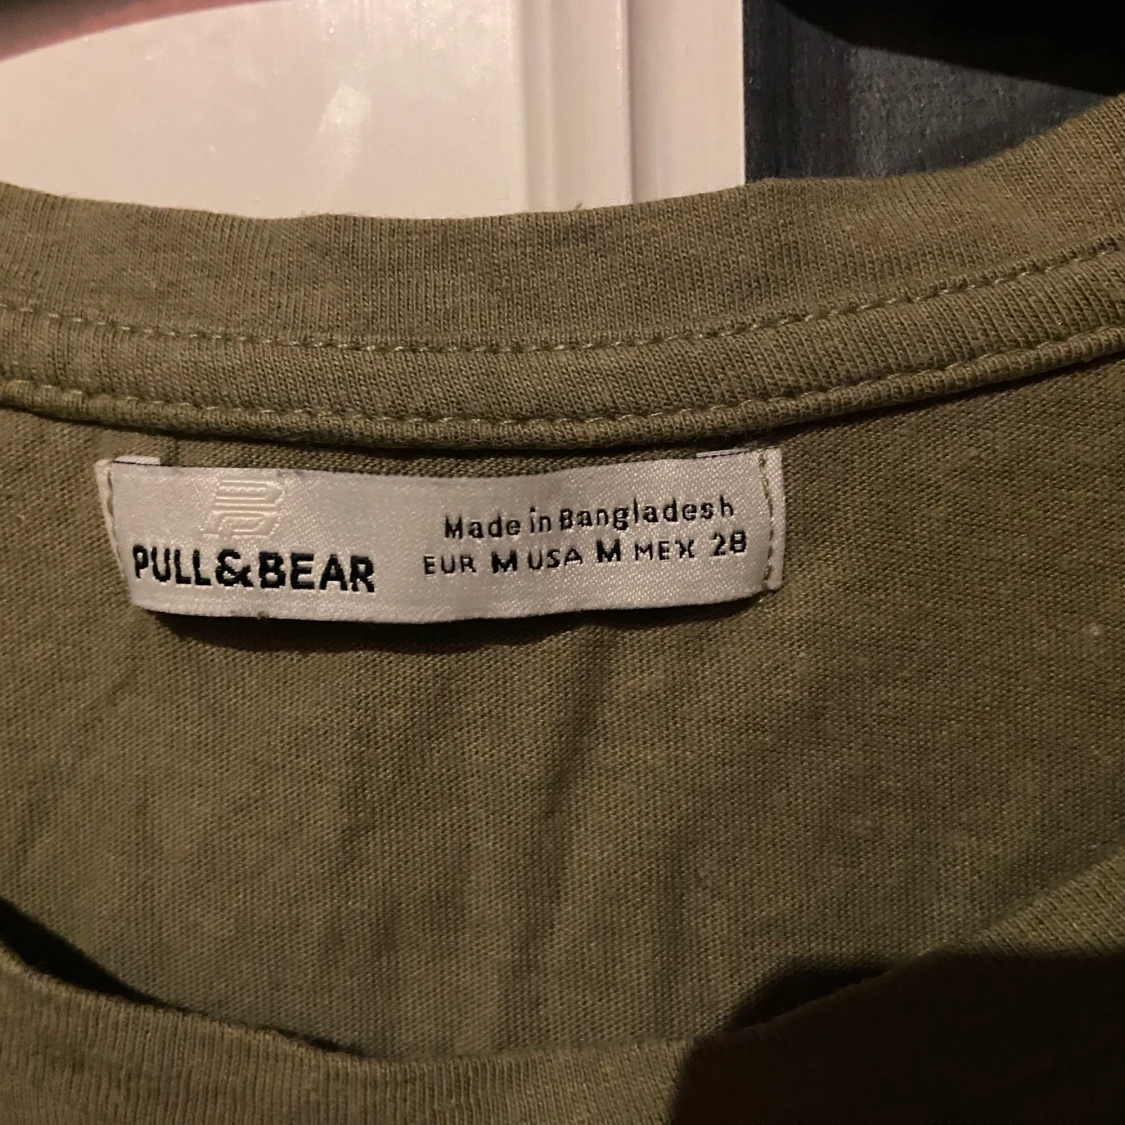 PULL&BEAR
Made in Bangladesh
EUR M USA M MEX 28